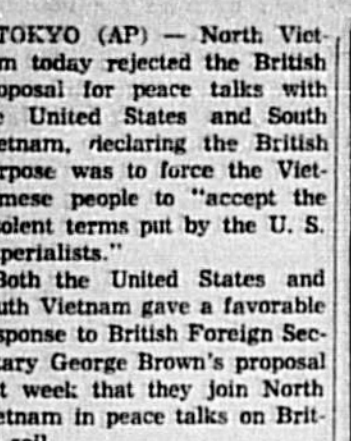 TOKYO (AP) — North Viet-
m today rejected the British
oposal for peace talks with
e United States and South
etnam, declaring the British
rpose was to force the Viet-
mese people to "accept the
solent terms put by the U. S.
perialists."
Both the United States and
uth Vietnam gave a favorable
sponse to British Foreign Sec-
tary George Brown's proposal
t week that they join North
etnam in peace talks on Brit-